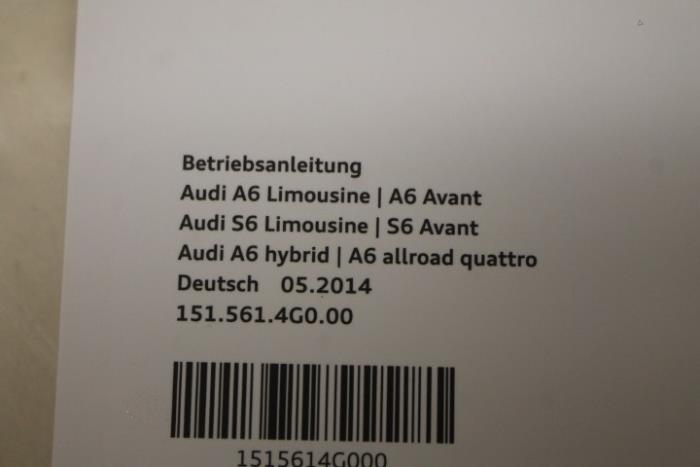 Betriebsanleitung
Audi A6 Limousine | A6 Avant
Audi S6 Limousine | S6 Avant
Audi A6 hybrid | A6 allroad quattro
Deutsch 05.2014
151.561.4G0.00
1515614G000